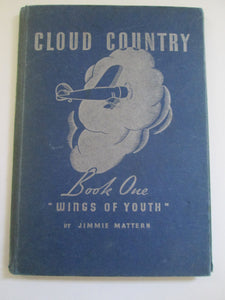 CLOUD COUNTRY
Book One
"WINGS OF YOUTH"
BY JIMMIE MATTERN